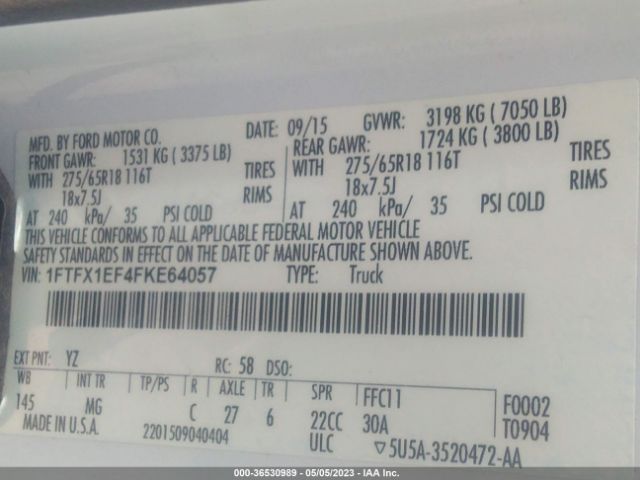 MFD. BY FORD MOTOR CO.
DATE: 09/15 GVWR: 3198 KG ( 7050 LB)
FRONT GAWR: 1531 KG ( 3375 LB)
REAR GAWR: 1724 KG ( 3800 LB)
WITH 275/65R18 116T TIRES
WITH 275/65R18 116T TIRES
18x7.5J RIMS
18x7.5J RIMS
AT 240 kPa/ 35 PSI COLD
AT 240 kPa/ 35 PSI COLD
THIS VEHICLE CONFORMS TO ALL APPLICABLE FEDERAL MOTOR VEHICLE
SAFETY STANDARDS IN EFFECT ON THE DATE OF MANUFACTURE SHOWN ABOVE.
VIN: 1FTFX1EF4FKE64057 TYPE: Truck
EXT PNT: YZ RC: 58 DSO:
WB INT TR TP/PS R AXLE TR SPR FFC11 F0002
145 MG C 27 6 22CC 30A T0904
MADE IN U.S.A. 2201509040404 ULC ▽5U5A-3520472-AA
000-36530989 - 05/05/2023 - IAA Inc.